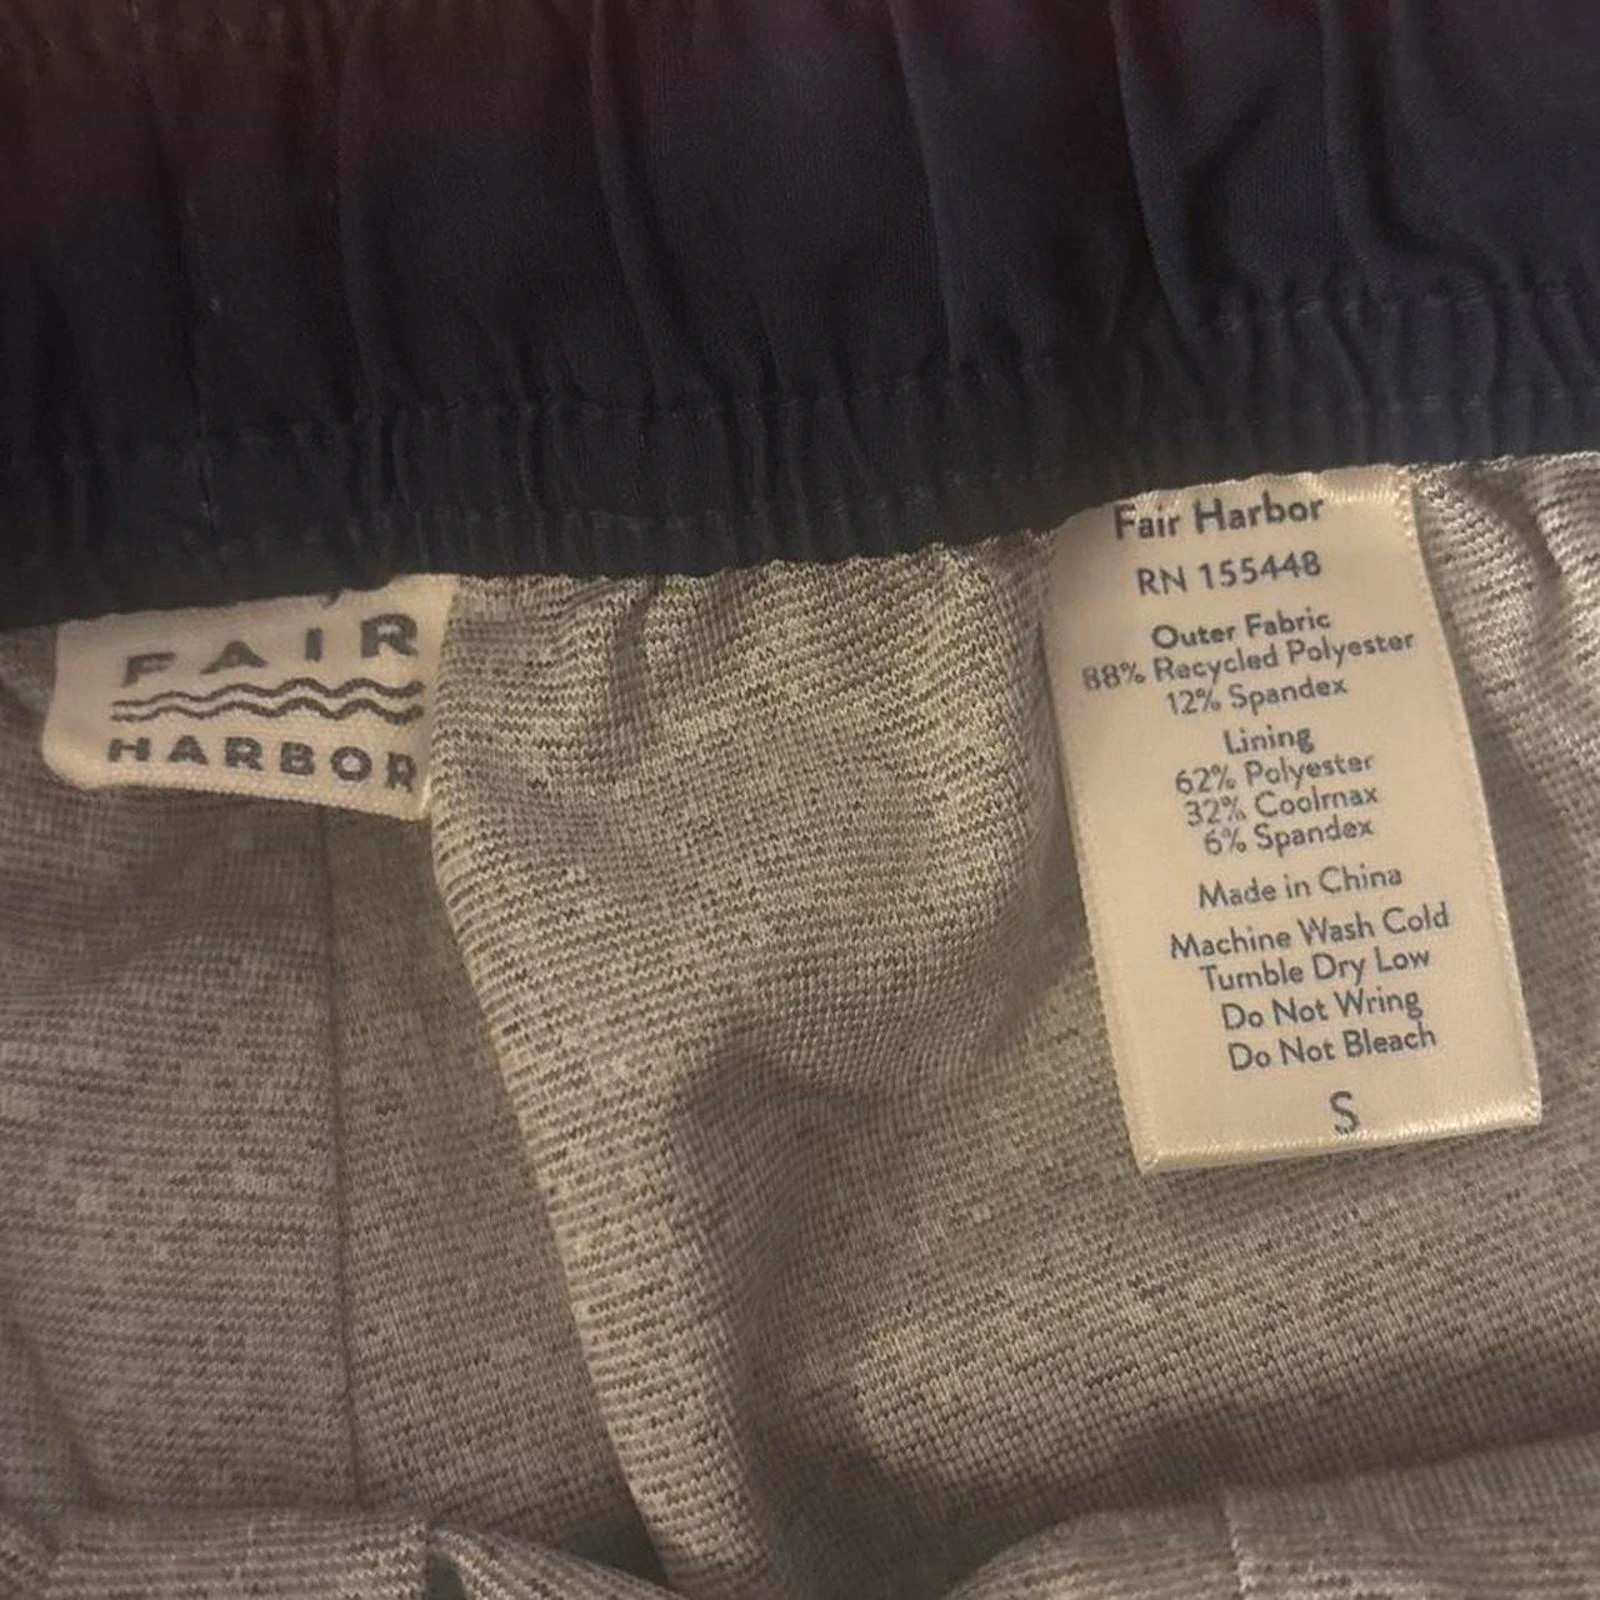 FAIR
HARBOR
Fair Harbor
RN 155448
Outer Fabric
88% Recycled Polyester
12% Spandex
Lining
62% Polyester
32% Coolmax
6% Spandex
Made in China
Machine Wash Cold
Tumble Dry Low
Do Not Wring
Do Not Bleach
S